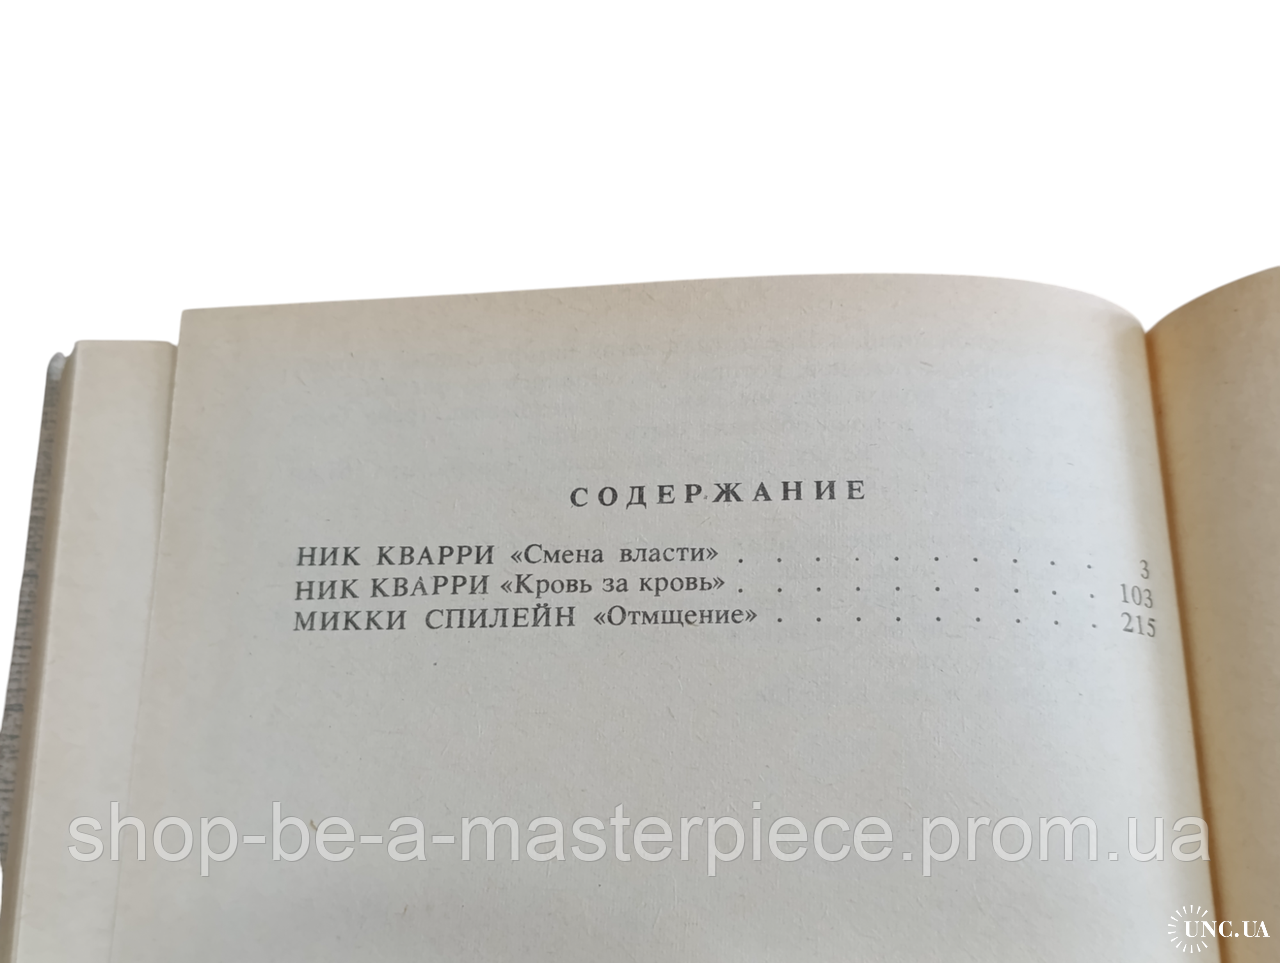 СОДЕРЖАНИЕ
НИК КВАРРИ «Смена власти» . . . . . . . . . . 3
НИК КВАРРИ «Кровь за кровь» . . . . . . . . . . 103
МИККИ СПИЛЕЙН «Отмщение» . . . . . . . . . 215
shop-be-a-masterpiece.prom.ua
UNC.UA